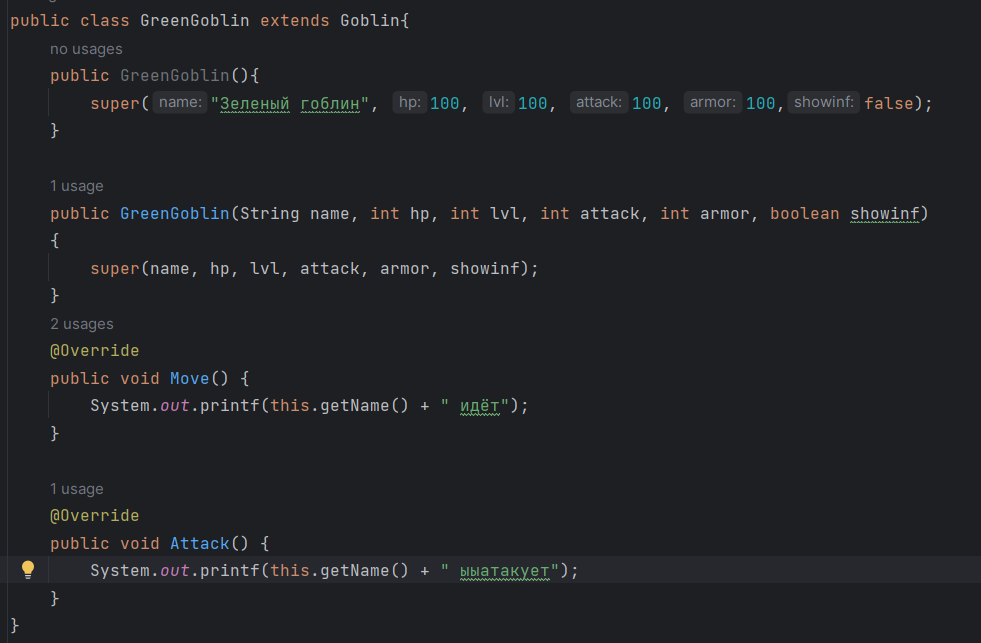 public class GreenGoblin extends Goblin{
no usages
public GreenGoblin(){
super( name: "Зеленый гоблин", hp: 100, lvl: 100, attack: 100, armor: 100, showinf: false);
}
1 usage
public GreenGoblin(String name, int hp, int lvl, int attack, int armor, boolean showinf)
{
super(name, hp, lvl, attack, armor, showinf);
}
2 usages
@Override
public void Move() {
System.out.printf(this.getName() + " идёт");
}
1 usage
@Override
public void Attack() {
System.out.printf(this.getName() + " ыыатакует");
}
}